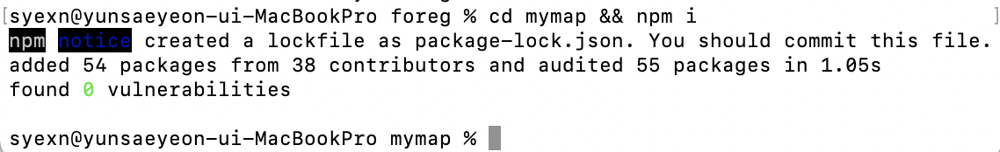 [syexn@yunsaeyeon-ui-MacBookPro foreg % cd mymap && npm i ]
npm notice created a lockfile as package-lock.json. You should commit this file.
added 54 packages from 38 contributors and audited 55 packages in 1.05s
found 0 vulnerabilities
syexn@yunsaeyeon-ui-MacBookPro mymap %